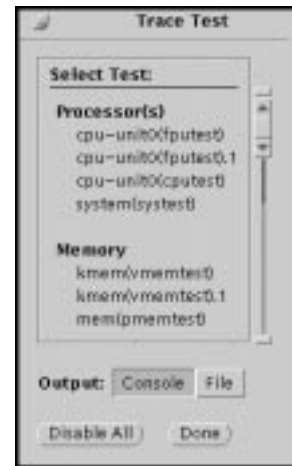 Trace Test
Select Test:
Processor(s)
cpu-unit0(fputest)
cpu-unit0(fputest).1
cpu-unit0(cputest)
system(systest)
Memory
kmem(vmemtest)
kmem(vmemtest).1
mem(pmemtest)
Output: Console File
Disable All Done